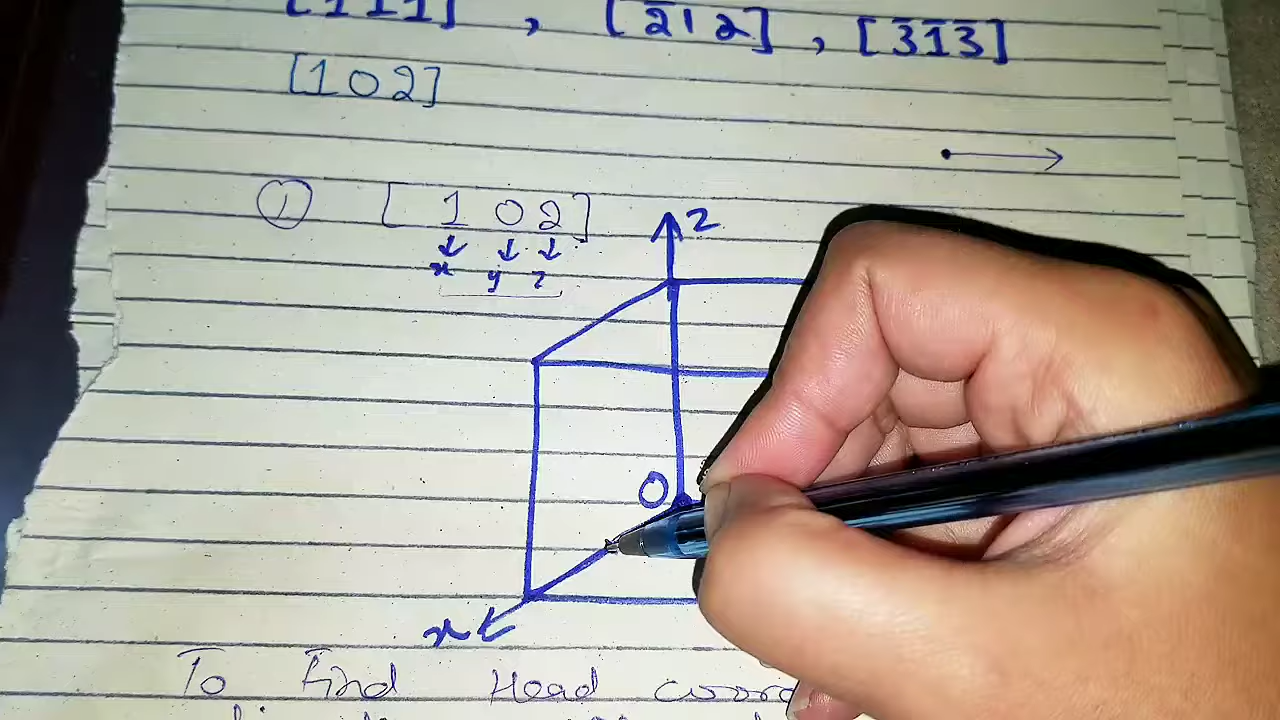 [1 1 1] , [2̅ 1 2] , [3̅ 1̅ 3̅]
[1 0 2]
① [1 0 2]
x y z
z
O
x
To Find Head